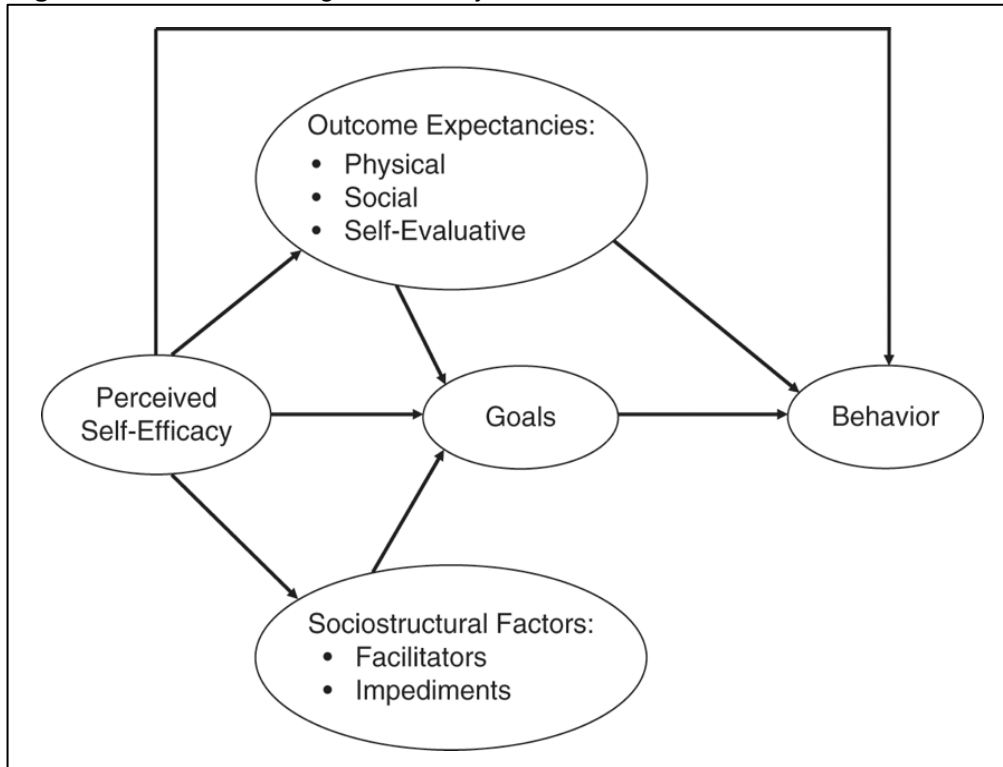 Outcome Expectancies:
• Physical
• Social
• Self-Evaluative
Perceived
Self-Efficacy
Goals
Behavior
Sociostructural Factors:
• Facilitators
• Impediments